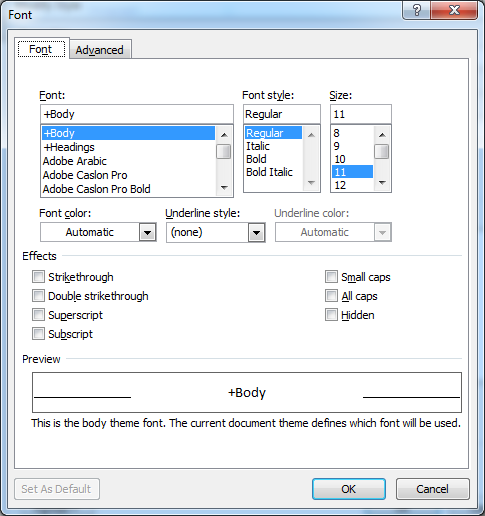 Font
Font Advanced
Font: Font style: Size:
+Body Regular 11
+Body Regular 8
+Headings Italic 9
Adobe Arabic Bold 10
Adobe Caslon Pro Bold Italic 11
Adobe Caslon Pro Bold 12
Font color: Underline style: Underline color:
Automatic (none) Automatic
Effects
Strikethrough Small caps
Double strikethrough All caps
Superscript Hidden
Subscript
Preview
+Body
This is the body theme font. The current document theme defines which font will be used.
Set As Default OK Cancel